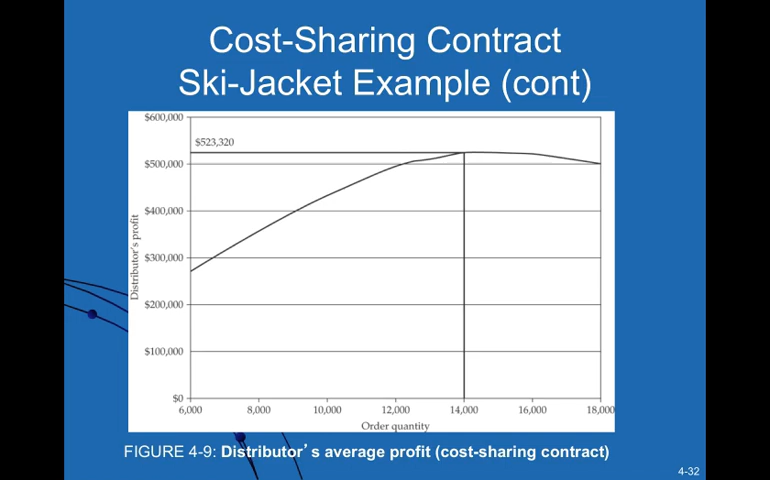 Cost-Sharing Contract
Ski-Jacket Example (cont)
$600,000
$523,320
$500,000
$400,000
$300,000
$200,000
$100,000
$0
Distributor's profit
6,000 8,000 10,000 12,000 14,000 16,000 18,000
Order quantity
FIGURE 4-9: Distributor’s average profit (cost-sharing contract)
4-32